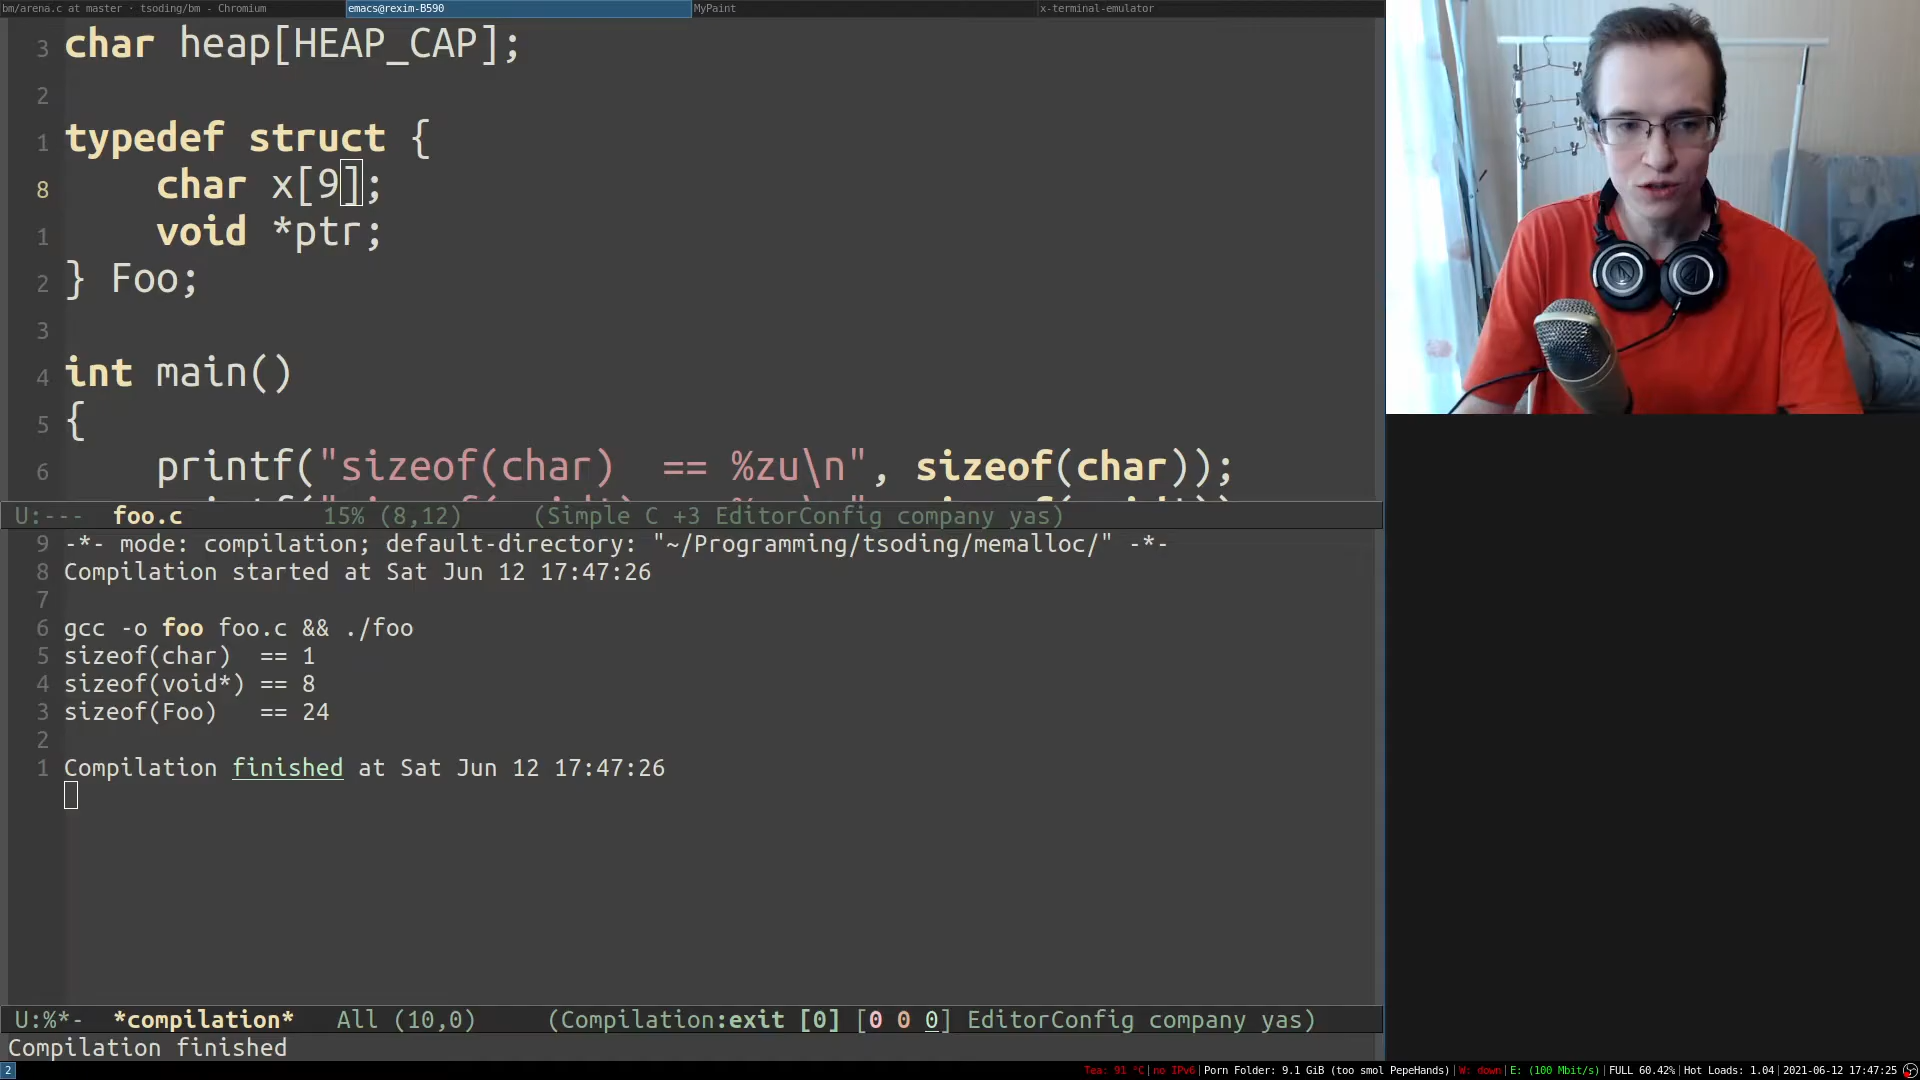 bm/arena.c at master · tsoding/bm - Chromium
emacs@rexim-B590
MyPaint
x-terminal-emulator
3 char heap[HEAP_CAP];
2
1 typedef struct {
8     char x[9];
1     void *ptr;
2 } Foo;
3
4 int main()
5 {
6     printf("sizeof(char)  == %zu\n", sizeof(char));
U:---  foo.c  15% (8,12)  (Simple C +3 EditorConfig company yas)
9 -*- mode: compilation; default-directory: "~/Programming/tsoding/memalloc/" -*-
8 Compilation started at Sat Jun 12 17:47:26
7
6 gcc -o foo foo.c && ./foo
5 sizeof(char)  == 1
4 sizeof(void*) == 8
3 sizeof(Foo)   == 24
2
1 Compilation finished at Sat Jun 12 17:47:26
U:%*-  *compilation*  All (10,0)  (Compilation:exit [0] [0 0 0] EditorConfig company yas)
Compilation finished
2
Tea: 91 °C|no IPv6|Porn Folder: 9.1 GiB (too smol PepeHands)|W: down|E: (100 Mbit/s)|FULL 60.42%|Hot Loads: 1.04|2021-06-12 17:47:25